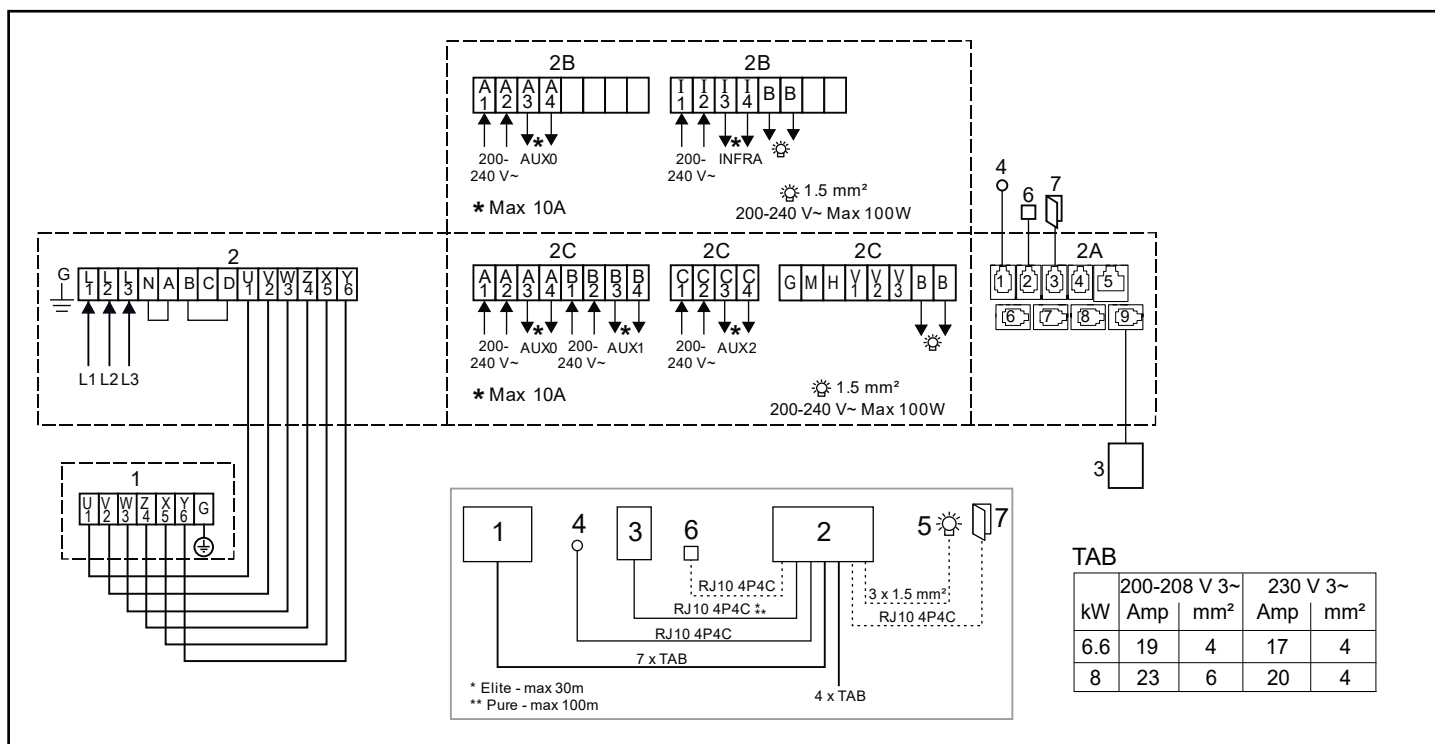 2B
A1 A2 A3 A4
200-240 V~
* AUX0
* Max 10A
2B
I1 I2 I3 I4 B B
200-240 V~
* INFRA
1.5 mm²
200-240 V~ Max 100W
4
6
7
2
G
L1 L2 L3 N A B C D U1 V2 W3 Z4 X5 Y6
L1 L2 L3
2C
A1 A2 A3 A4 B1 B2 B3 B4
200-240 V~
* AUX0
200-240 V~
* AUX1
* Max 10A
2C
C1 C2 C3 C4
200-240 V~
* AUX2
2C
G M H V1 V2 V3 B B
1.5 mm²
200-240 V~ Max 100W
2A
1 2 3 4 5
6 7 8 9
3
1
U1 V2 W3 Z4 X5 Y6 G
1
4
3
6
2
5
7
RJ10 4P4C
RJ10 4P4C * **
RJ10 4P4C
7 x TAB
4 x TAB
3 x 1.5 mm²
RJ10 4P4C
* Elite - max 30m
** Pure - max 100m
TAB
200-208 V 3~ 230 V 3~
kW Amp mm² Amp mm²
6.6 19 4 17 4
8 23 6 20 4